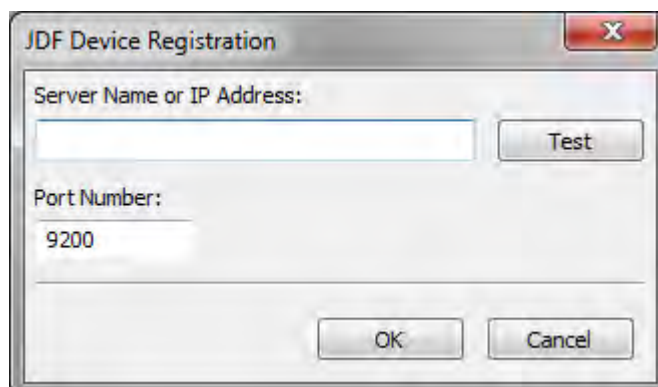 JDF Device Registration
Server Name or IP Address:
Test
Port Number:
9200
OK Cancel